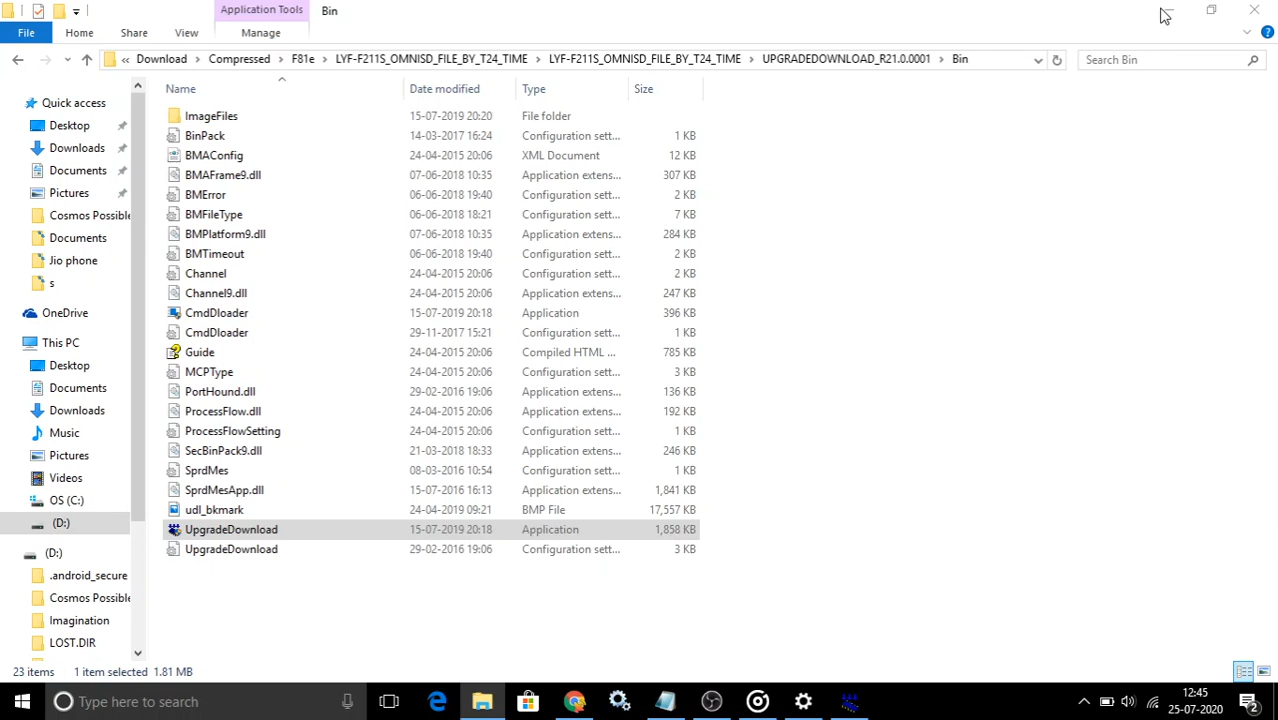 Application Tools Bin
File Home Share View Manage
« Download Compressed F81e LYF-F211S_OMNISD_FILE_BY_T24_TIME LYF-F211S_OMNISD_FILE_BY_T24_TIME UPGRADEDOWNLOAD_R21.0.0001 Bin Search Bin
Name Date modified Type Size
Quick access
Desktop
Downloads
Documents
Pictures
Cosmos Possible
Documents
Jio phone
s
OneDrive
This PC
Desktop
Documents
Downloads
Music
Pictures
Videos
OS (C:)
(D:)
(D:)
.android_secure
Cosmos Possible
Imagination
LOST.DIR
ImageFiles 15-07-2019 20:20 File folder
BinPack 14-03-2017 16:24 Configuration sett... 1 KB
BMAConfig 24-04-2015 20:06 XML Document 12 KB
BMAFrame9.dll 07-06-2018 10:35 Application extens... 307 KB
BMError 06-06-2018 19:40 Configuration sett... 2 KB
BMFileType 06-06-2018 18:21 Configuration sett... 7 KB
BMPlatform9.dll 07-06-2018 10:35 Application extens... 284 KB
BMTimeout 06-06-2018 19:40 Configuration sett... 2 KB
Channel 24-04-2015 20:06 Configuration sett... 2 KB
Channel9.dll 24-04-2015 20:06 Application extens... 247 KB
CmdDloader 15-07-2019 20:18 Application 396 KB
CmdDloader 29-11-2017 15:21 Configuration sett... 1 KB
Guide 24-04-2015 20:06 Compiled HTML ... 785 KB
MCPType 24-04-2015 20:06 Configuration sett... 3 KB
PortHound.dll 29-02-2016 19:06 Application extens... 136 KB
ProcessFlow.dll 24-04-2015 20:06 Application extens... 192 KB
ProcessFlowSetting 24-04-2015 20:06 Configuration sett... 1 KB
SecBinPack9.dll 21-03-2018 18:33 Application extens... 246 KB
SprdMes 08-03-2016 10:54 Configuration sett... 1 KB
SprdMesApp.dll 15-07-2016 16:13 Application extens... 1,841 KB
udl_bkmark 24-04-2019 09:21 BMP File 17,557 KB
UpgradeDownload 15-07-2019 20:18 Application 1,858 KB
UpgradeDownload 29-02-2016 19:06 Configuration sett... 3 KB
23 items 1 item selected 1.81 MB
Type here to search
12:45
25-07-2020
2